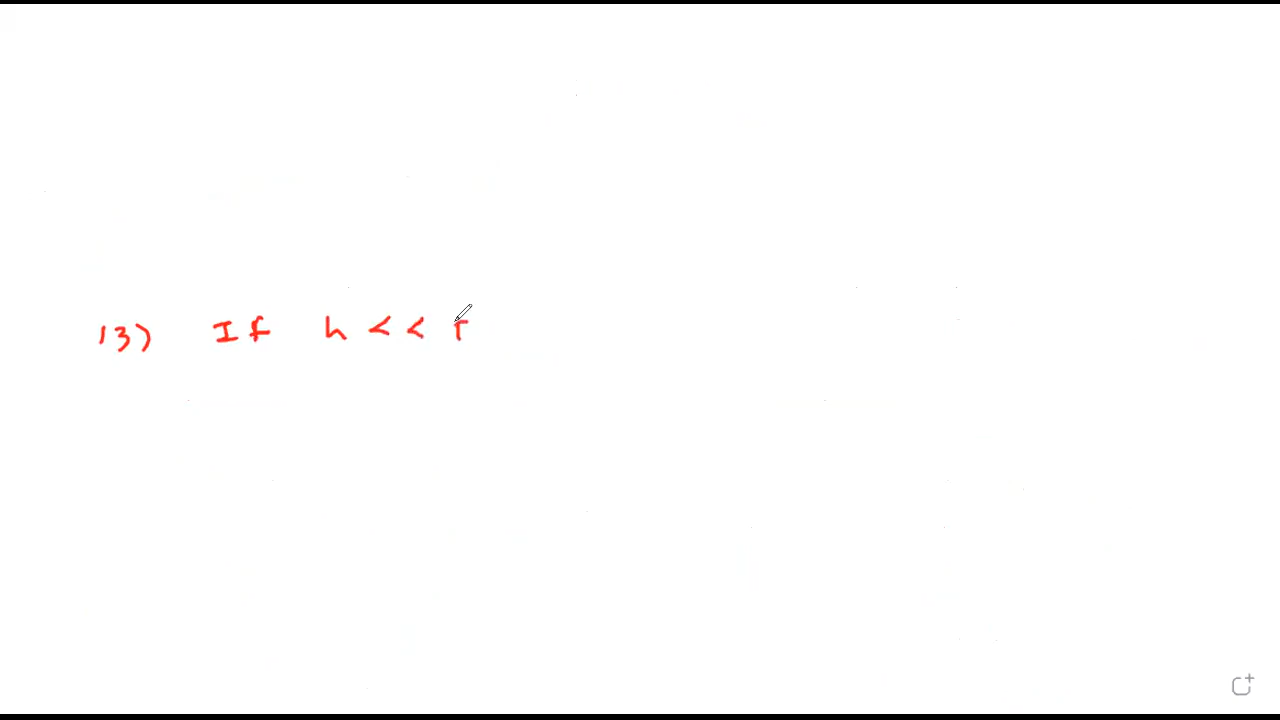 13) If h < < r